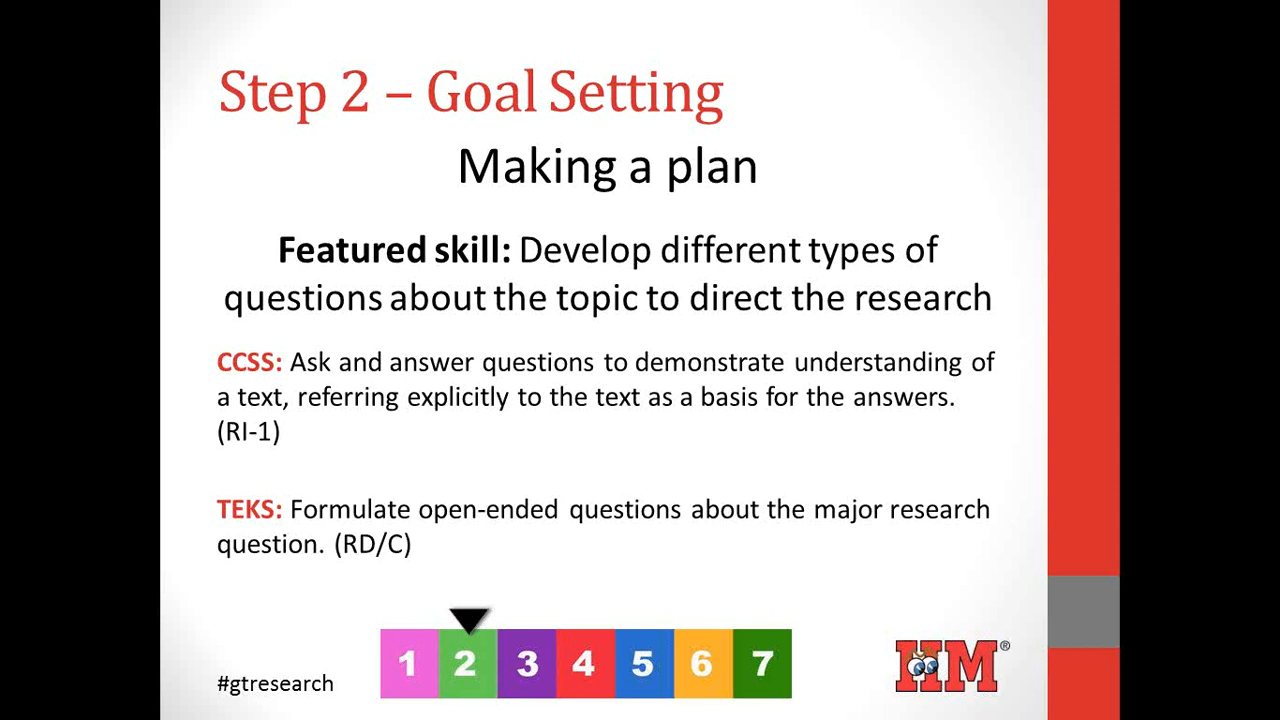 Step 2 – Goal Setting
Making a plan
Featured skill: Develop different types of
questions about the topic to direct the research
CCSS: Ask and answer questions to demonstrate understanding of
a text, referring explicitly to the text as a basis for the answers.
(RI-1)
TEKS: Formulate open-ended questions about the major research
question. (RD/C)
1 2 3 4 5 6 7
#gtresearch
HM®